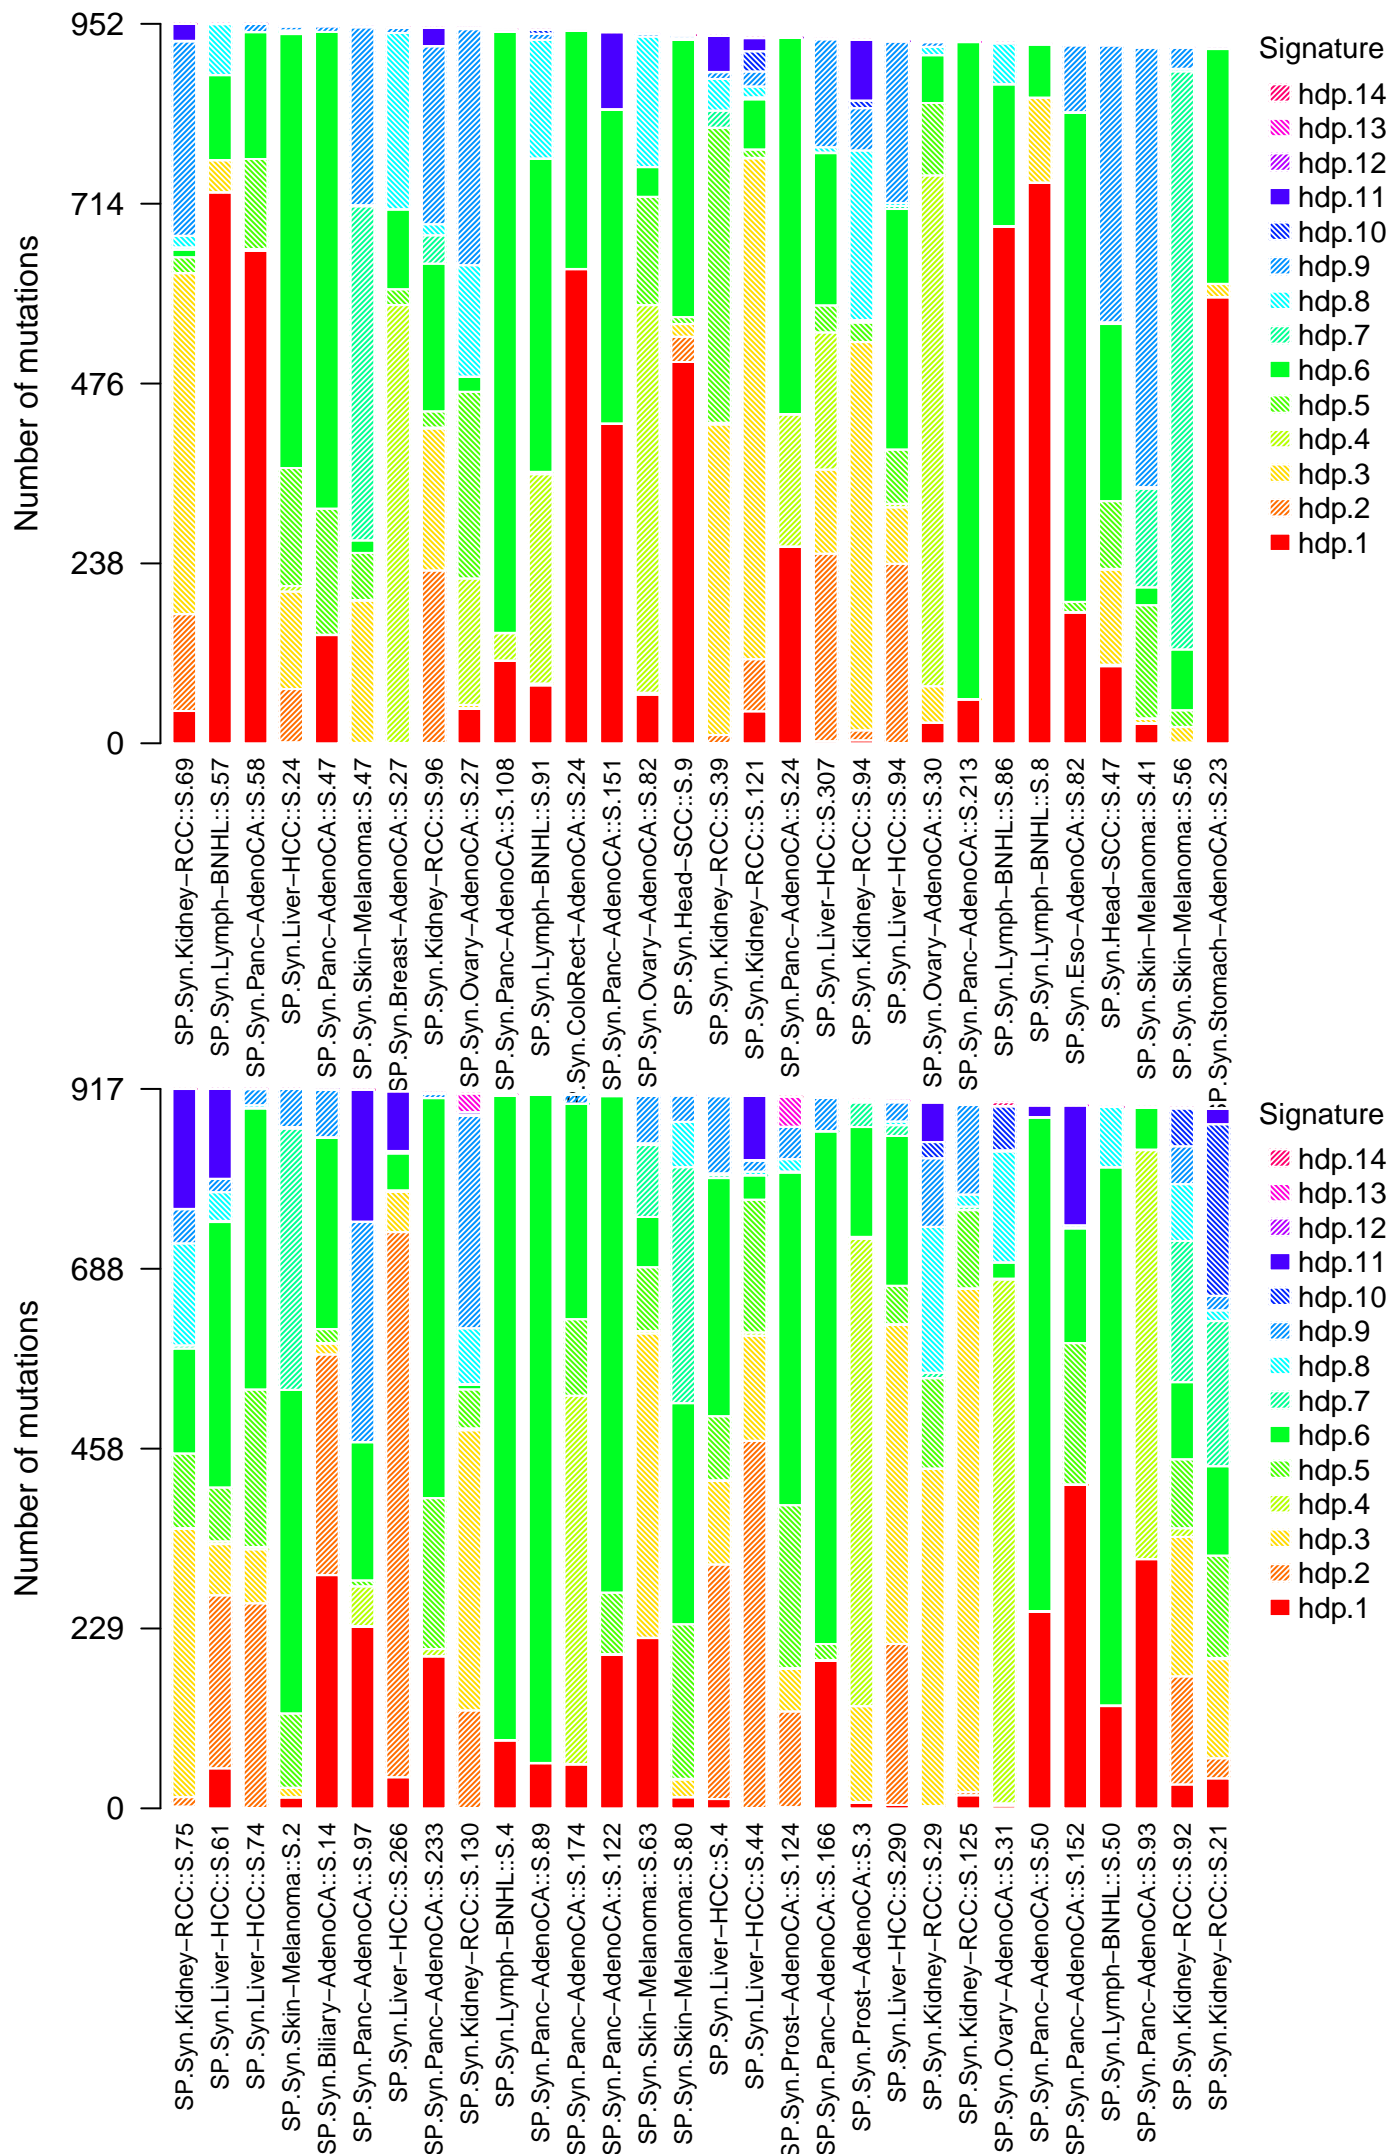 Number of mutations
952
714
476
238
0
SP.Syn.Kidney−RCC::S.69
SP.Syn.Lymph−BNHL::S.57
SP.Syn.Panc−AdenoCA::S.58
SP.Syn.Liver−HCC::S.24
SP.Syn.Panc−AdenoCA::S.47
SP.Syn.Skin−Melanoma::S.47
SP.Syn.Breast−AdenoCA::S.27
SP.Syn.Kidney−RCC::S.96
SP.Syn.Ovary−AdenoCA::S.27
SP.Syn.Panc−AdenoCA::S.108
SP.Syn.Lymph−BNHL::S.91
P.Syn.ColoRect−AdenoCA::S.24
SP.Syn.Panc−AdenoCA::S.151
SP.Syn.Ovary−AdenoCA::S.82
SP.Syn.Head−SCC::S.9
SP.Syn.Kidney−RCC::S.39
SP.Syn.Kidney−RCC::S.121
SP.Syn.Panc−AdenoCA::S.24
SP.Syn.Liver−HCC::S.307
SP.Syn.Kidney−RCC::S.94
SP.Syn.Liver−HCC::S.94
SP.Syn.Ovary−AdenoCA::S.30
SP.Syn.Panc−AdenoCA::S.213
SP.Syn.Lymph−BNHL::S.86
SP.Syn.Lymph−BNHL::S.8
SP.Syn.Eso−AdenoCA::S.82
SP.Syn.Head−SCC::S.47
SP.Syn.Skin−Melanoma::S.41
SP.Syn.Skin−Melanoma::S.56
SP.Syn.Stomach−AdenoCA::S.23
Signature
hdp.14
hdp.13
hdp.12
hdp.11
hdp.10
hdp.9
hdp.8
hdp.7
hdp.6
hdp.5
hdp.4
hdp.3
hdp.2
hdp.1
Number of mutations
917
688
458
229
0
SP.Syn.Kidney−RCC::S.75
SP.Syn.Liver−HCC::S.61
SP.Syn.Liver−HCC::S.74
SP.Syn.Skin−Melanoma::S.2
SP.Syn.Biliary−AdenoCA::S.14
SP.Syn.Panc−AdenoCA::S.97
SP.Syn.Liver−HCC::S.266
SP.Syn.Panc−AdenoCA::S.233
SP.Syn.Kidney−RCC::S.130
SP.Syn.Lymph−BNHL::S.4
SP.Syn.Panc−AdenoCA::S.89
SP.Syn.Panc−AdenoCA::S.174
SP.Syn.Panc−AdenoCA::S.122
SP.Syn.Skin−Melanoma::S.63
SP.Syn.Skin−Melanoma::S.80
SP.Syn.Liver−HCC::S.4
SP.Syn.Liver−HCC::S.44
SP.Syn.Prost−AdenoCA::S.124
SP.Syn.Panc−AdenoCA::S.166
SP.Syn.Prost−AdenoCA::S.3
SP.Syn.Liver−HCC::S.290
SP.Syn.Kidney−RCC::S.29
SP.Syn.Kidney−RCC::S.125
SP.Syn.Ovary−AdenoCA::S.31
SP.Syn.Panc−AdenoCA::S.50
SP.Syn.Panc−AdenoCA::S.152
SP.Syn.Lymph−BNHL::S.50
SP.Syn.Panc−AdenoCA::S.93
SP.Syn.Kidney−RCC::S.92
SP.Syn.Kidney−RCC::S.21
Signature
hdp.14
hdp.13
hdp.12
hdp.11
hdp.10
hdp.9
hdp.8
hdp.7
hdp.6
hdp.5
hdp.4
hdp.3
hdp.2
hdp.1